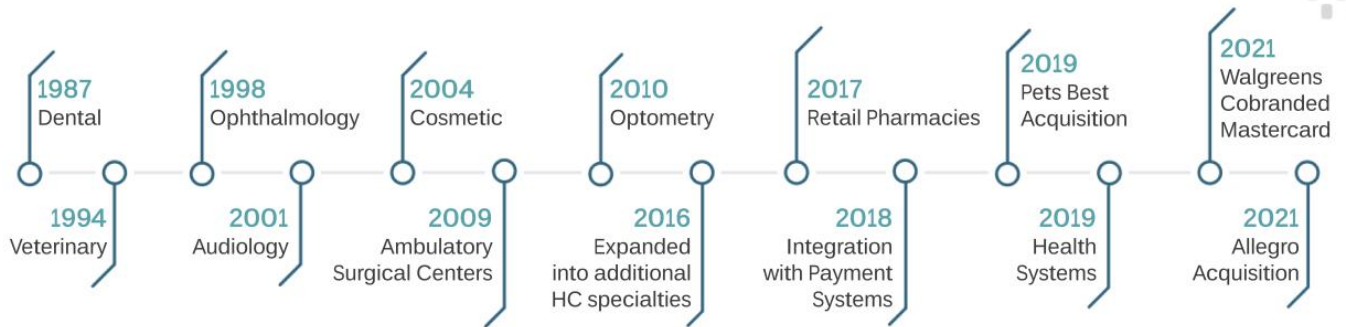 1987
Dental
1994
Veterinary
1998
Ophthalmology
2001
Audiology
2004
Cosmetic
2009
Ambulatory
Surgical Centers
2010
Optometry
2016
Expanded
into additional
HC specialties
2017
Retail Pharmacies
2018
Integration
with Payment
Systems
2019
Pets Best
Acquisition
2019
Health
Systems
2021
Walgreens
Cobranded
Mastercard
2021
Allegro
Acquisition